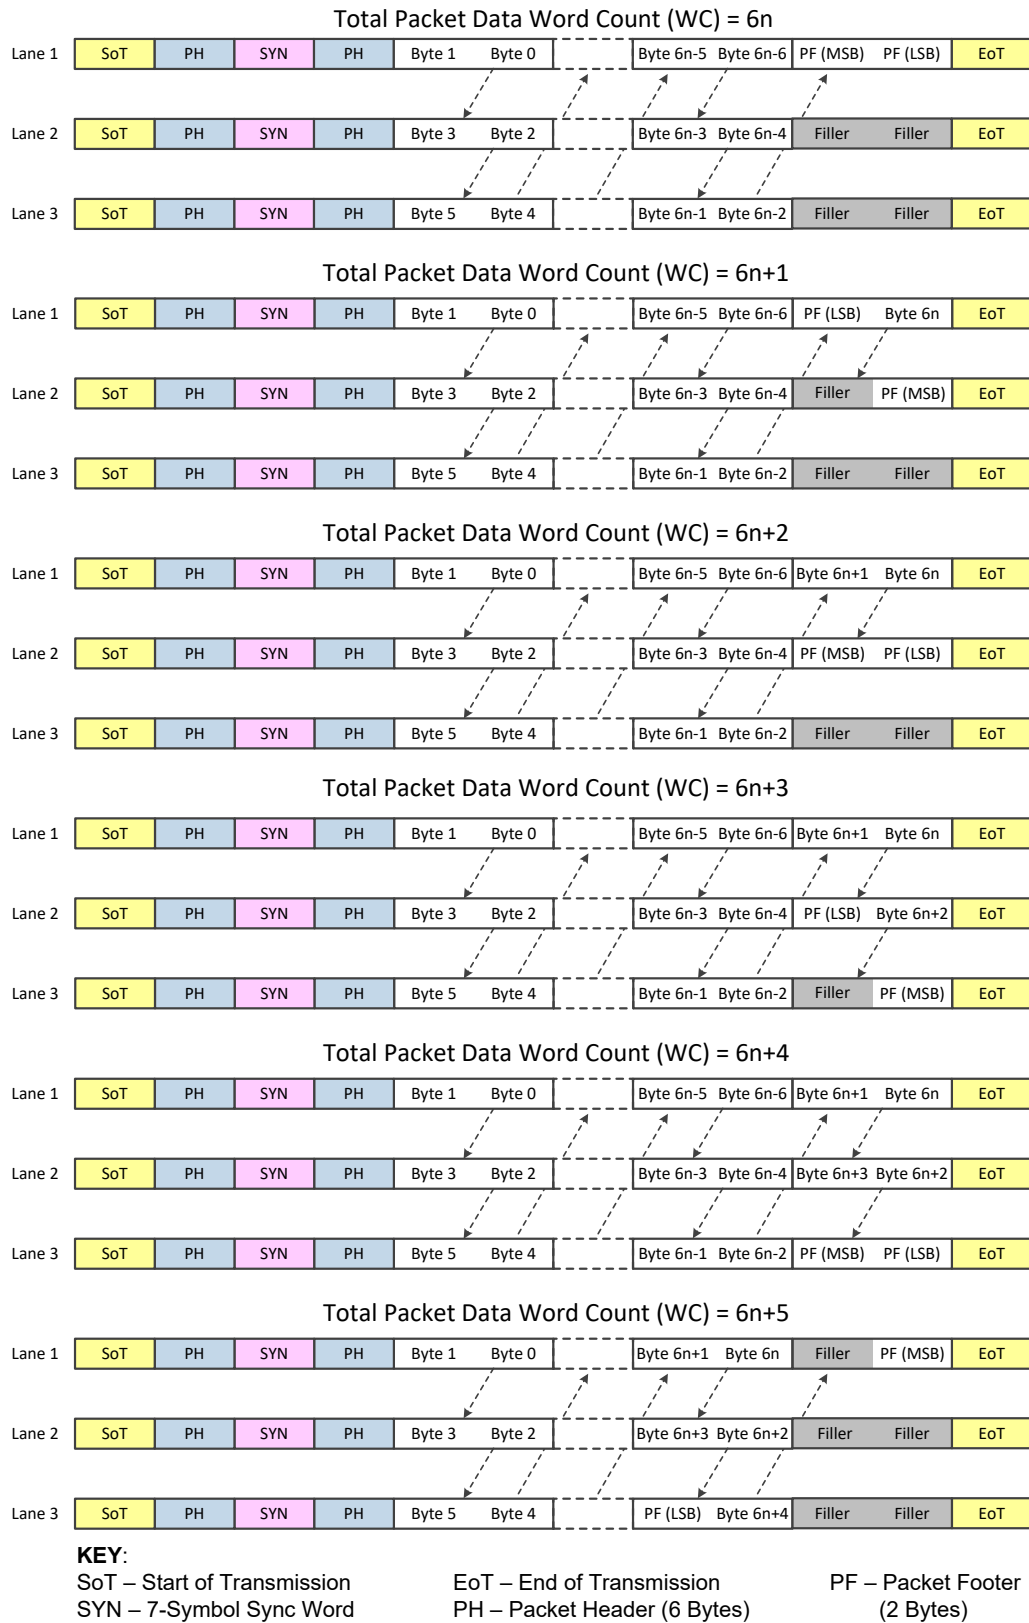 Total Packet Data Word Count (WC) = 6n
Lane 1 SoT PH SYN PH Byte 1 Byte 0 Byte 6n-5 Byte 6n-6 PF (MSB) PF (LSB) EoT
Lane 2 SoT PH SYN PH Byte 3 Byte 2 Byte 6n-3 Byte 6n-4 Filler Filler EoT
Lane 3 SoT PH SYN PH Byte 5 Byte 4 Byte 6n-1 Byte 6n-2 Filler Filler EoT
Total Packet Data Word Count (WC) = 6n+1
Lane 1 SoT PH SYN PH Byte 1 Byte 0 Byte 6n-5 Byte 6n-6 PF (LSB) Byte 6n EoT
Lane 2 SoT PH SYN PH Byte 3 Byte 2 Byte 6n-3 Byte 6n-4 Filler PF (MSB) EoT
Lane 3 SoT PH SYN PH Byte 5 Byte 4 Byte 6n-1 Byte 6n-2 Filler Filler EoT
Total Packet Data Word Count (WC) = 6n+2
Lane 1 SoT PH SYN PH Byte 1 Byte 0 Byte 6n-5 Byte 6n-6 Byte 6n+1 Byte 6n EoT
Lane 2 SoT PH SYN PH Byte 3 Byte 2 Byte 6n-3 Byte 6n-4 PF (MSB) PF (LSB) EoT
Lane 3 SoT PH SYN PH Byte 5 Byte 4 Byte 6n-1 Byte 6n-2 Filler Filler EoT
Total Packet Data Word Count (WC) = 6n+3
Lane 1 SoT PH SYN PH Byte 1 Byte 0 Byte 6n-5 Byte 6n-6 Byte 6n+1 Byte 6n EoT
Lane 2 SoT PH SYN PH Byte 3 Byte 2 Byte 6n-3 Byte 6n-4 PF (LSB) Byte 6n+2 EoT
Lane 3 SoT PH SYN PH Byte 5 Byte 4 Byte 6n-1 Byte 6n-2 Filler PF (MSB) EoT
Total Packet Data Word Count (WC) = 6n+4
Lane 1 SoT PH SYN PH Byte 1 Byte 0 Byte 6n-5 Byte 6n-6 Byte 6n+1 Byte 6n EoT
Lane 2 SoT PH SYN PH Byte 3 Byte 2 Byte 6n-3 Byte 6n-4 Byte 6n+3 Byte 6n+2 EoT
Lane 3 SoT PH SYN PH Byte 5 Byte 4 Byte 6n-1 Byte 6n-2 PF (MSB) PF (LSB) EoT
Total Packet Data Word Count (WC) = 6n+5
Lane 1 SoT PH SYN PH Byte 1 Byte 0 Byte 6n+1 Byte 6n Filler PF (MSB) EoT
Lane 2 SoT PH SYN PH Byte 3 Byte 2 Byte 6n+3 Byte 6n+2 Filler Filler EoT
Lane 3 SoT PH SYN PH Byte 5 Byte 4 PF (LSB) Byte 6n+4 Filler Filler EoT
KEY:
SoT – Start of Transmission EoT – End of Transmission PF – Packet Footer
SYN – 7-Symbol Sync Word PH – Packet Header (6 Bytes) (2 Bytes)